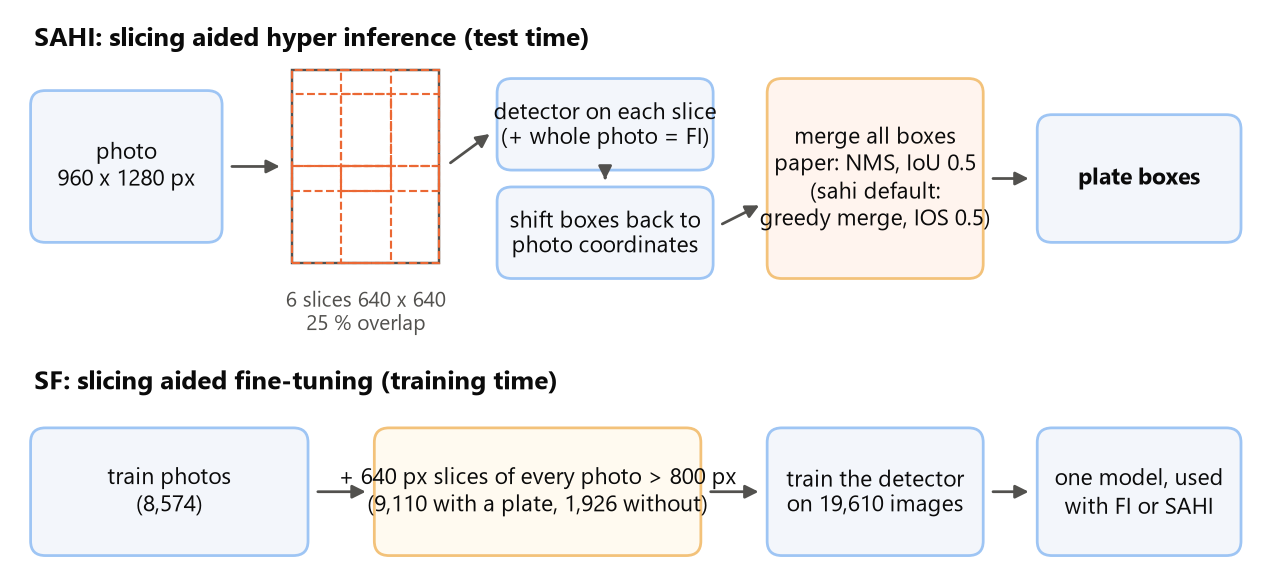 SAHI: slicing aided hyper inference (test time)
photo
960 x 1280 px
6 slices 640 x 640
25 % overlap
detector on each slice
(+ whole photo = FI)
shift boxes back to
photo coordinates
merge all boxes
paper: NMS, IoU 0.5
(sahi default:
greedy merge, IOS 0.5)
plate boxes
SF: slicing aided fine-tuning (training time)
train photos
(8,574)
+ 640 px slices of every photo > 800 px
(9,110 with a plate, 1,926 without)
train the detector
on 19,610 images
one model, used
with FI or SAHI